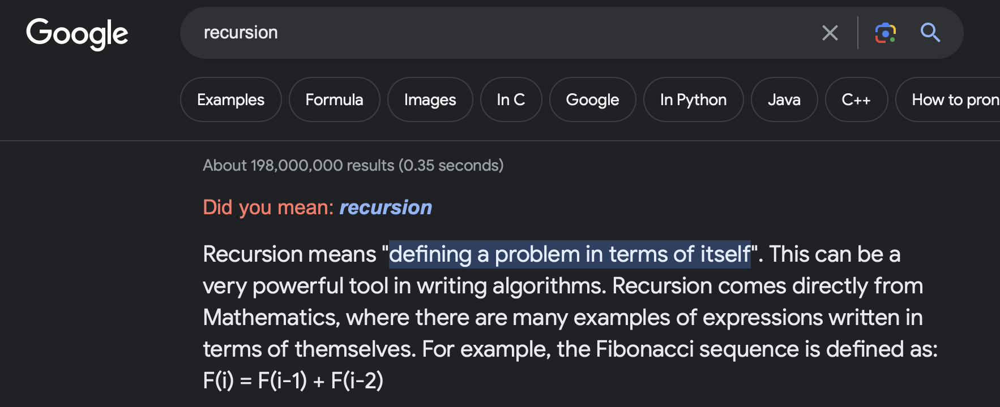 Google
recursion
Examples
Formula
Images
In C
Google
In Python
Java
C++
How to pron
About 198,000,000 results (0.35 seconds)
Did you mean: recursion
Recursion means "defining a problem in terms of itself". This can be a
very powerful tool in writing algorithms. Recursion comes directly from
Mathematics, where there are many examples of expressions written in
terms of themselves. For example, the Fibonacci sequence is defined as:
F(i) = F(i-1) + F(i-2)